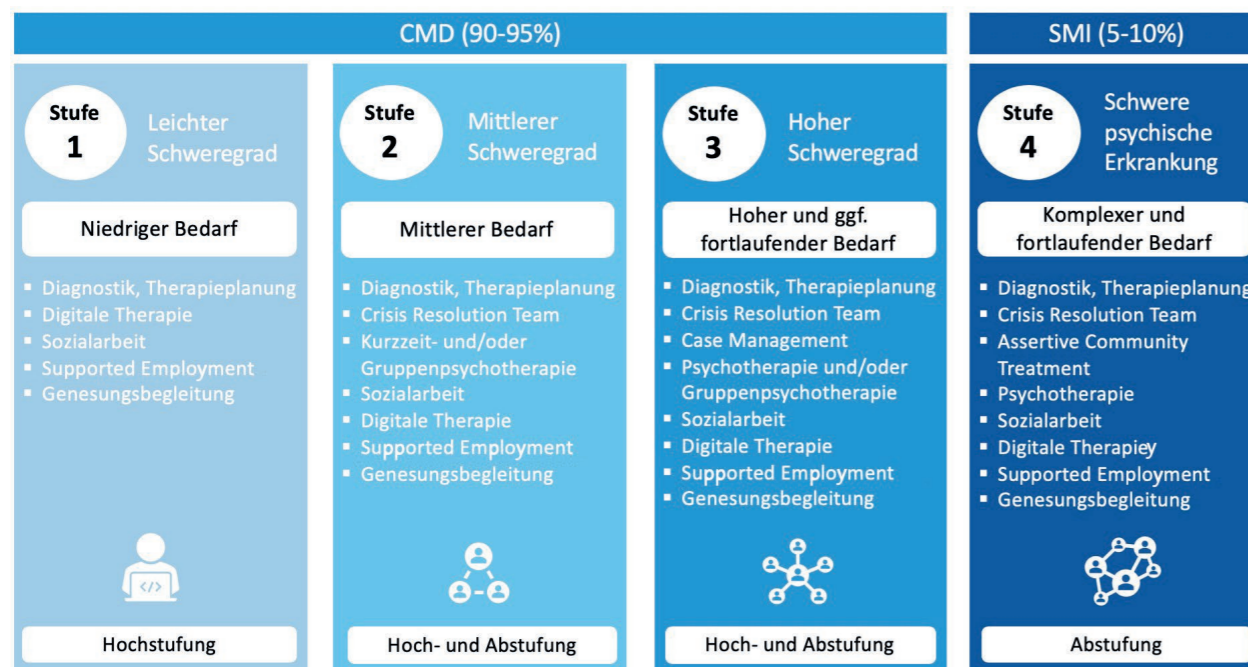 CMD (90-95%)
SMI (5-10%)
Stufe
1
Leichter
Schweregrad
Niedriger Bedarf
▪ Diagnostik, Therapieplanung
▪ Digitale Therapie
▪ Sozialarbeit
▪ Supported Employment
▪ Genesungsbegleitung
</>
Hochstufung
Stufe
2
Mittlerer
Schweregrad
Mittlerer Bedarf
▪ Diagnostik, Therapieplanung
▪ Crisis Resolution Team
▪ Kurzzeit- und/oder
Gruppenpsychotherapie
▪ Sozialarbeit
▪ Digitale Therapie
▪ Supported Employment
▪ Genesungsbegleitung
Hoch- und Abstufung
Stufe
3
Hoher
Schweregrad
Hoher und ggf.
fortlaufender Bedarf
▪ Diagnostik, Therapieplanung
▪ Crisis Resolution Team
▪ Case Management
▪ Psychotherapie und/oder
Gruppenpsychotherapie
▪ Sozialarbeit
▪ Digitale Therapie
▪ Supported Employment
▪ Genesungsbegleitung
Hoch- und Abstufung
Stufe
4
Schwere
psychische
Erkrankung
Komplexer und
fortlaufender Bedarf
▪ Diagnostik, Therapieplanung
▪ Crisis Resolution Team
▪ Assertive Community
Treatment
▪ Psychotherapie
▪ Sozialarbeit
▪ Digitale Therapiey
▪ Supported Employment
▪ Genesungsbegleitung
Abstufung